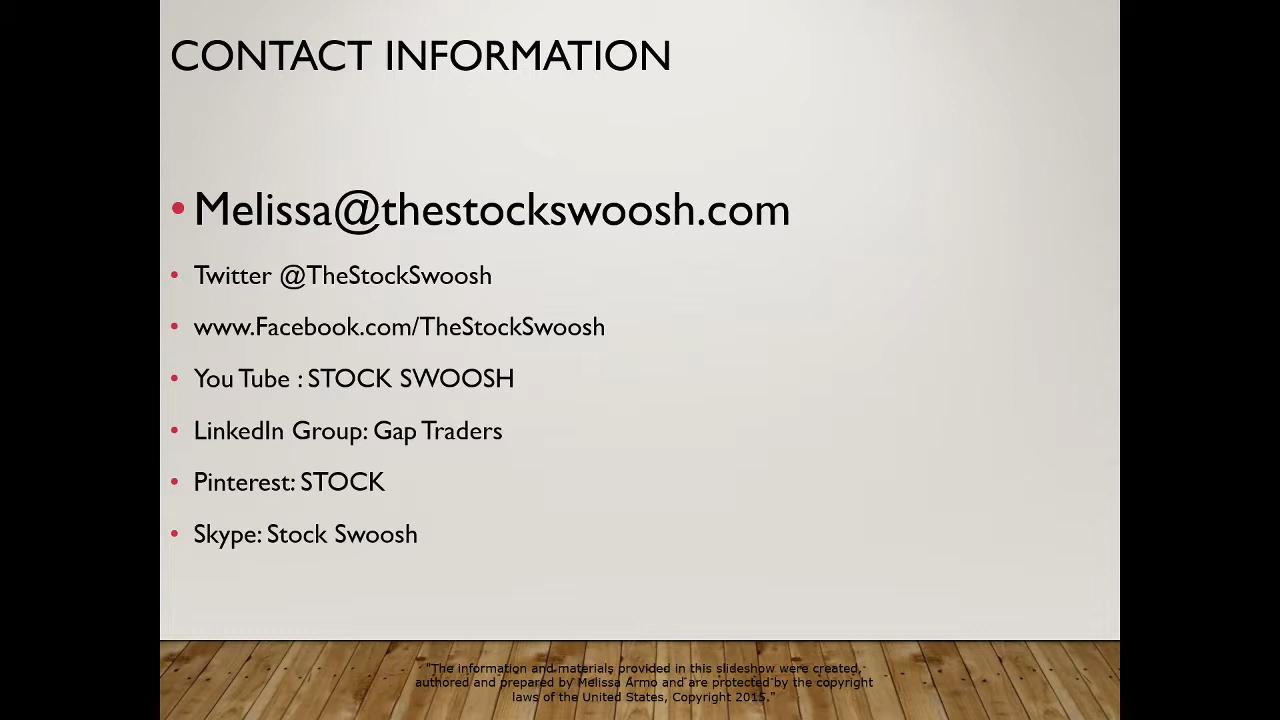 CONTACT INFORMATION
• Melissa@thestockswoosh.com
• Twitter @TheStockSwoosh
• www.Facebook.com/TheStockSwoosh
• You Tube : STOCK SWOOSH
• LinkedIn Group: Gap Traders
• Pinterest: STOCK
• Skype: Stock Swoosh
"The information and materials provided in this slideshow were created,
authored and prepared by Melissa Armo and are protected by the copyright
laws of the United States, Copyright 2015."